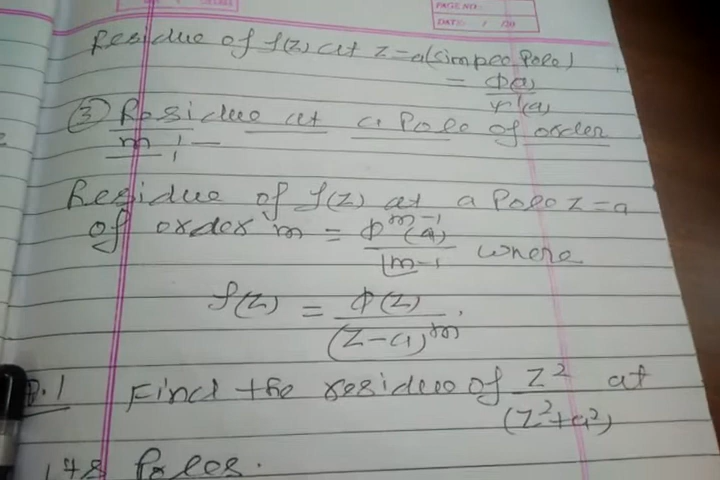 PAGE NO:
DATE: / /20
Residue of f(z) at z=a (simple Pole)
= Φ(a)
ψ'(a)
③ Residue at a Pole of order
m :-
Residue of f(z) at a Pole z=a
of order m = Φ^{m-1}(a) / |m-1 where
f(z) = Φ(z) / (z-a)^m .
Find the residue of z² / (z²+a²) at
its Poles.